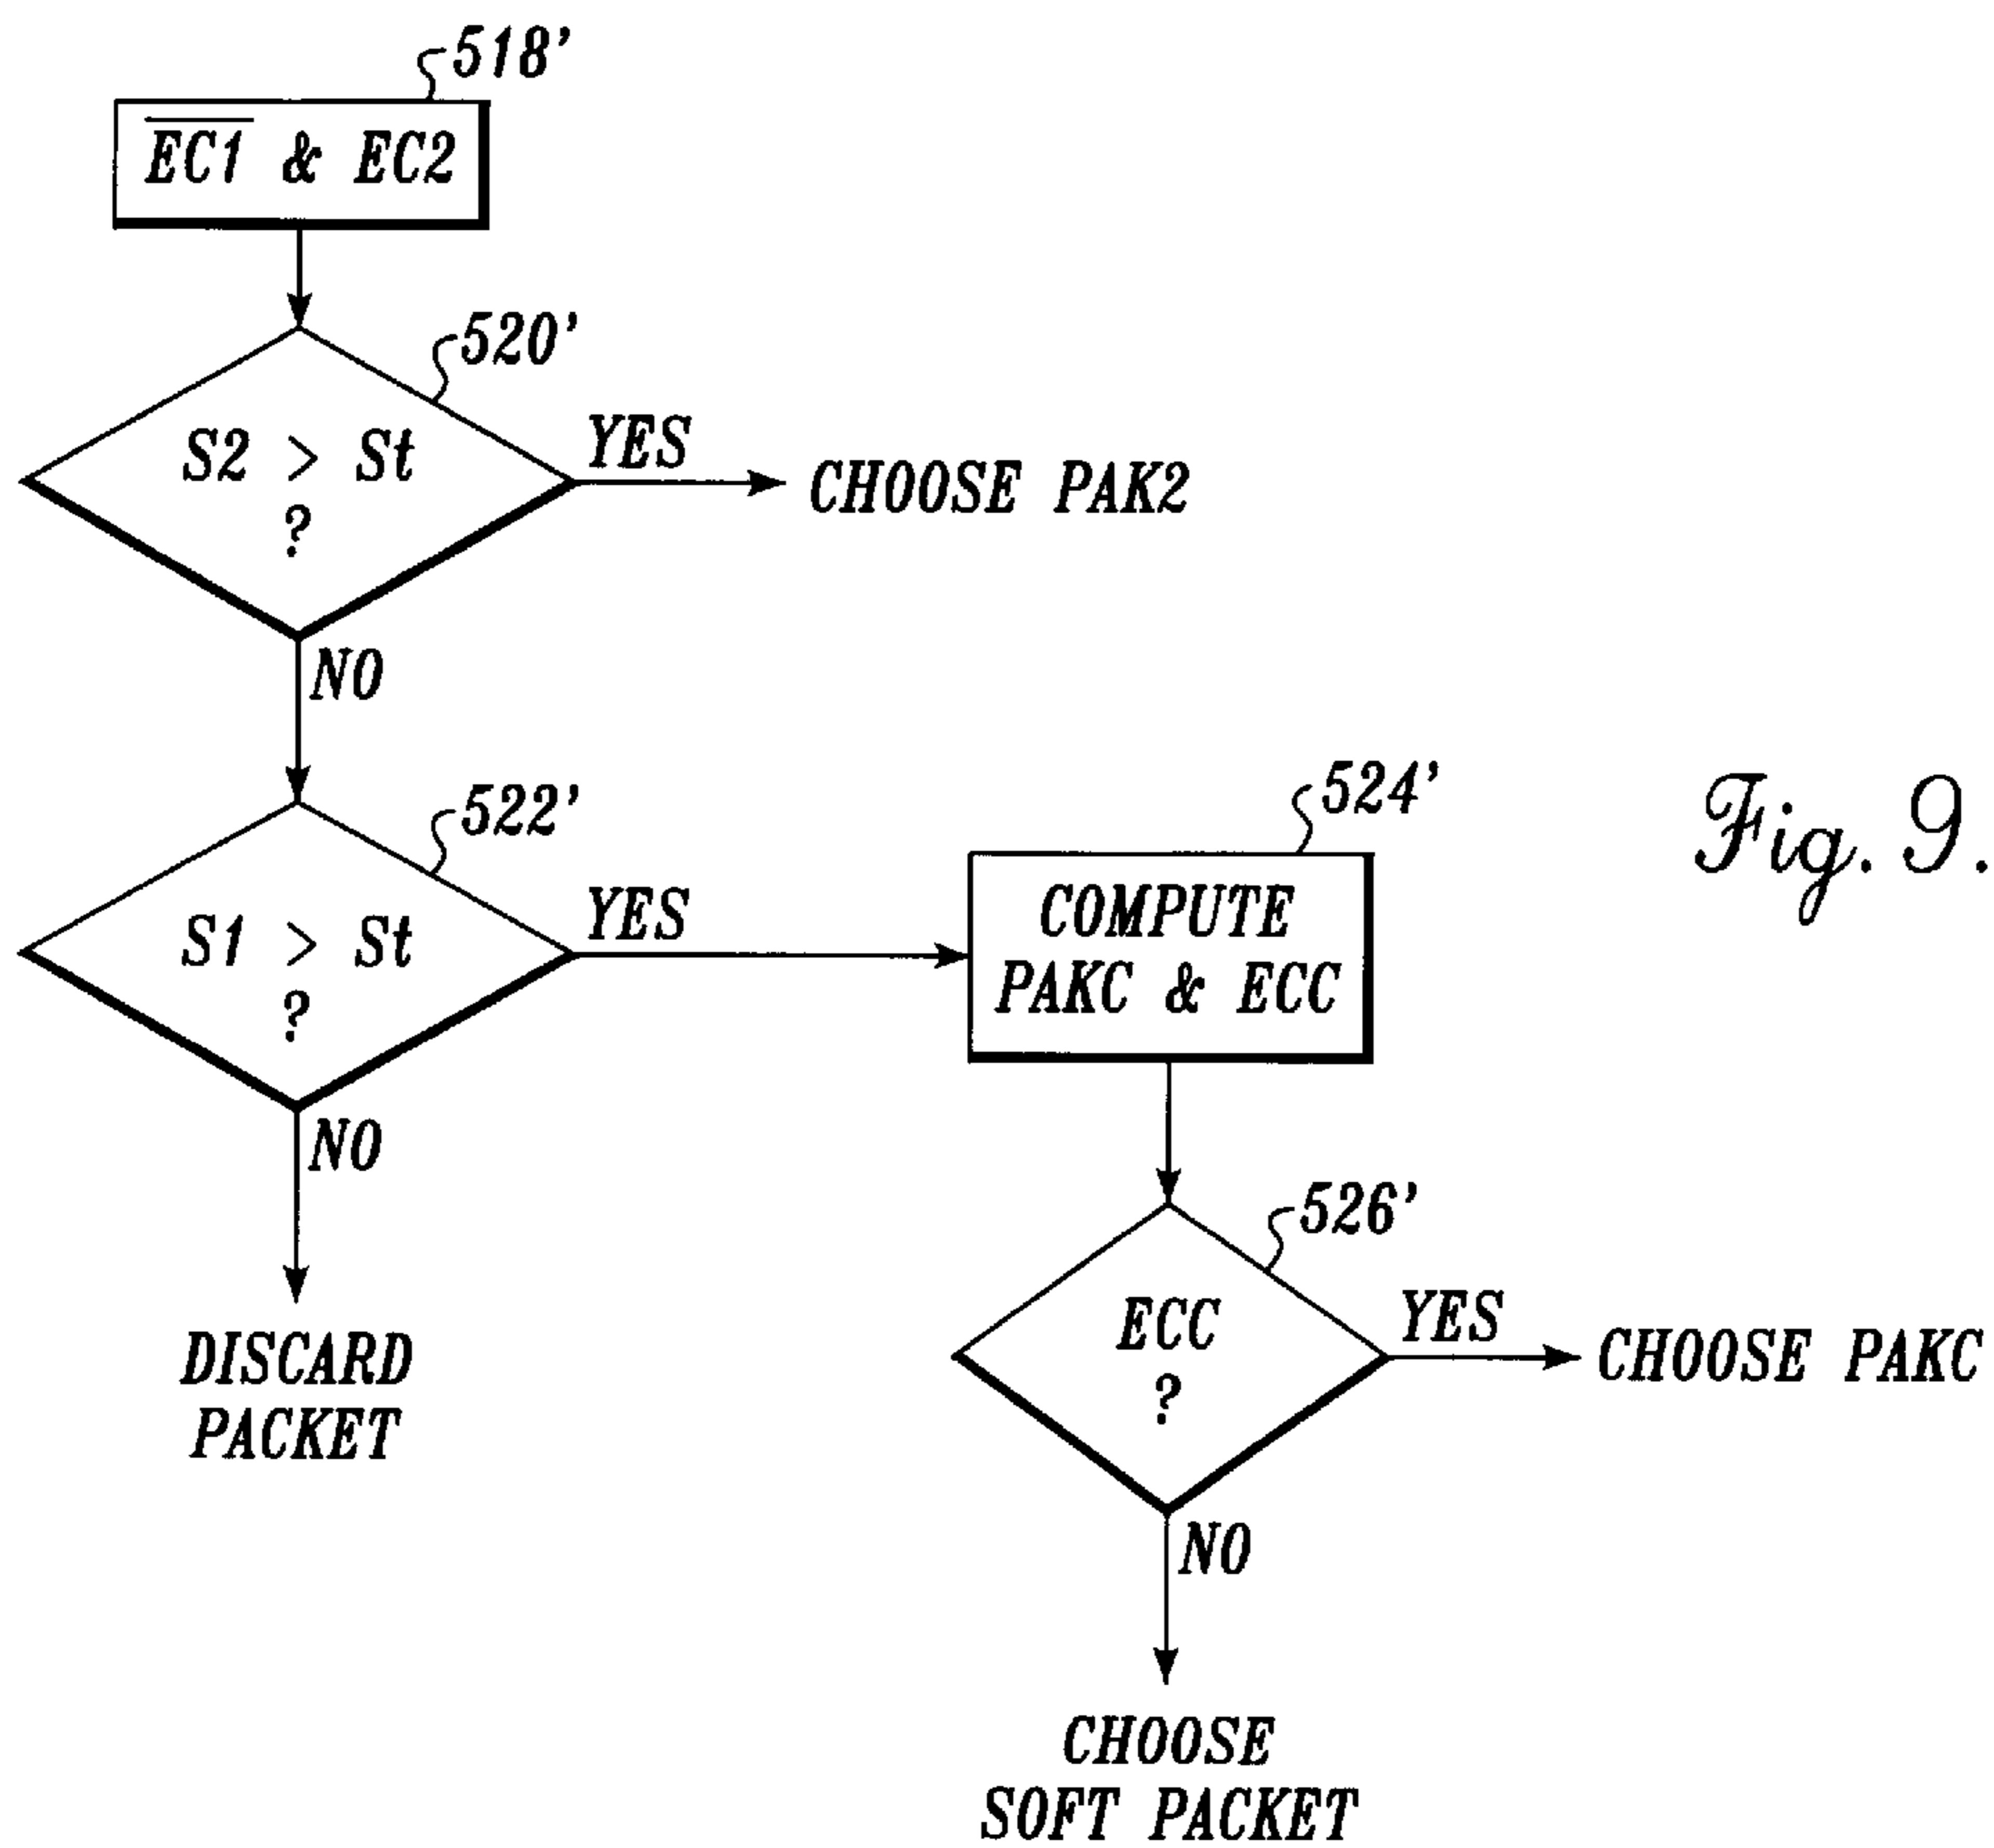 518'
E̅C̅1̅ & EC2
520'
S2 > St
?
YES
CHOOSE PAK2
NO
522'
S1 > St
?
YES
524'
COMPUTE
PAKC & ECC
Fig. 9.
NO
DISCARD
PACKET
526'
ECC
?
YES
CHOOSE PAKC
NO
CHOOSE
SOFT PACKET